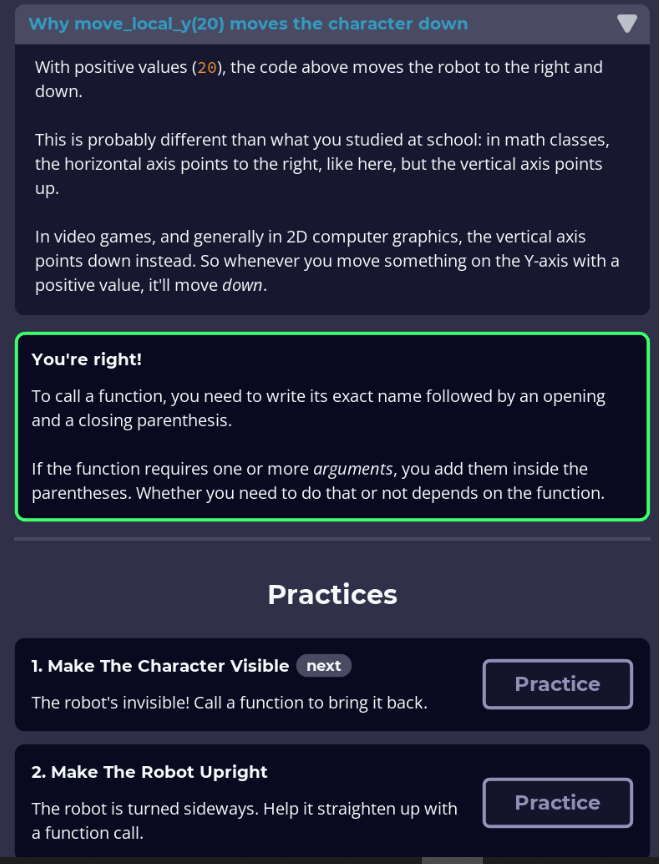 Why move_local_y(20) moves the character down
With positive values (20), the code above moves the robot to the right and
down.
This is probably different than what you studied at school: in math classes,
the horizontal axis points to the right, like here, but the vertical axis points
up.
In video games, and generally in 2D computer graphics, the vertical axis
points down instead. So whenever you move something on the Y-axis with a
positive value, it'll move down.
You're right!
To call a function, you need to write its exact name followed by an opening
and a closing parenthesis.
If the function requires one or more arguments, you add them inside the
parentheses. Whether you need to do that or not depends on the function.
Practices
1. Make The Character Visible next
The robot's invisible! Call a function to bring it back.
Practice
2. Make The Robot Upright
The robot is turned sideways. Help it straighten up with
a function call.
Practice